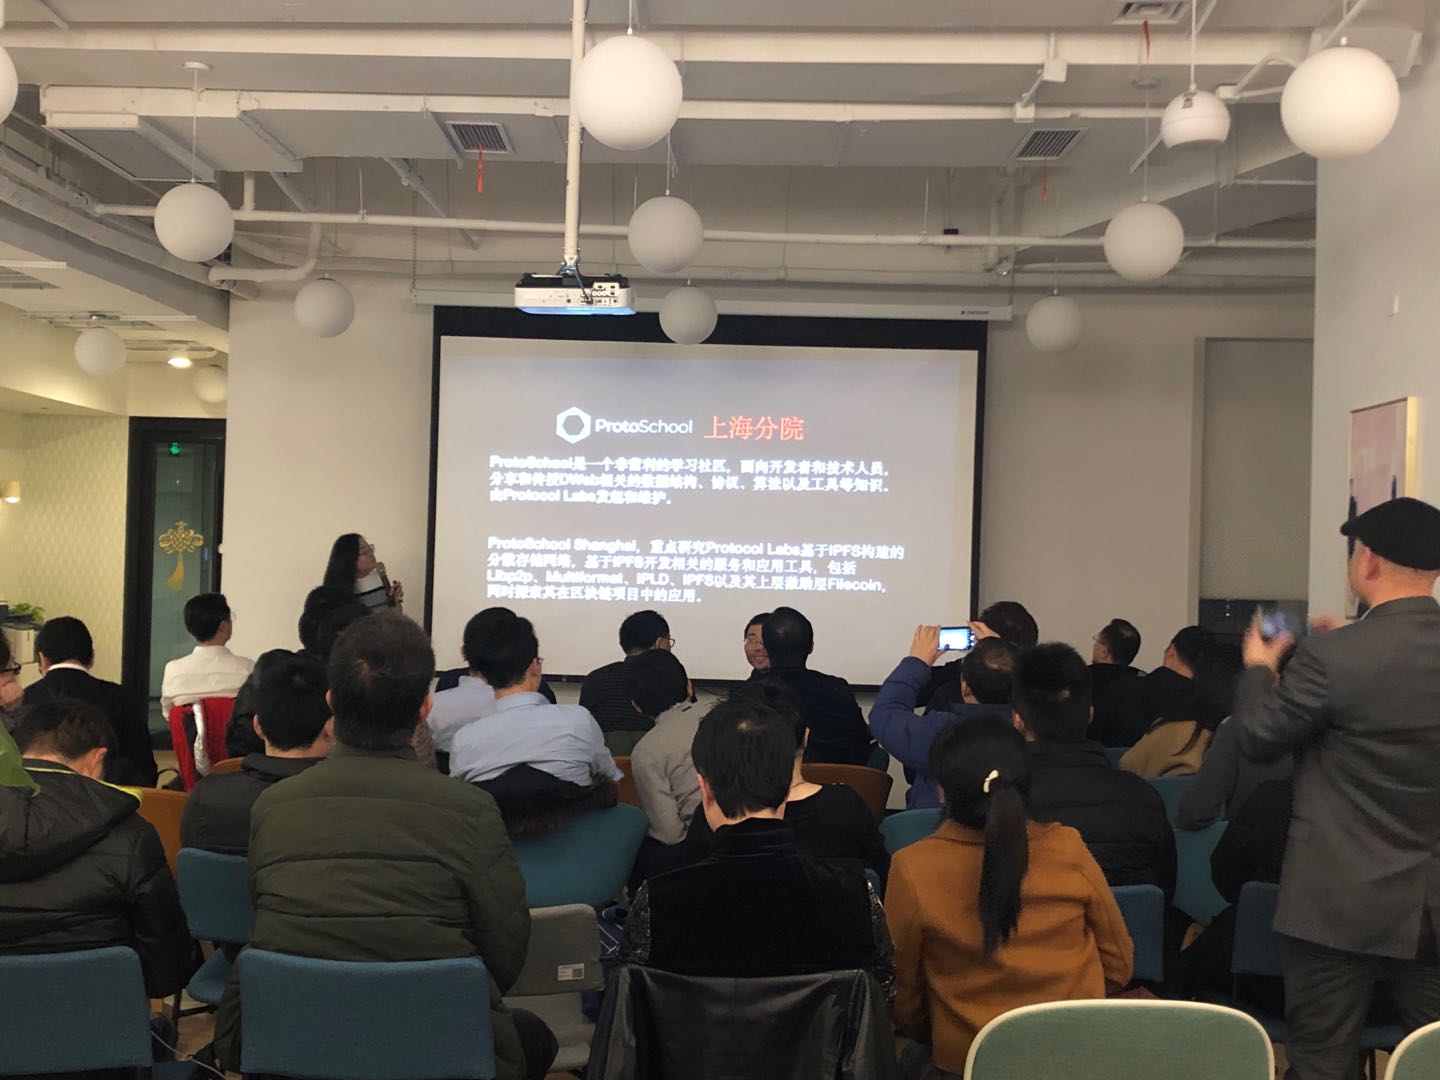 ProtoSchool 上海分院
ProtoSchool是一个非营利的学习社区，面向开发者和技术人员，
分享和传授DWeb相关的数据结构、协议、算法以及工具等知识。
由Protocol Labs发起和维护。
ProtoSchool Shanghai，重点研究Protocol Labs基于IPFS构建的
分散存储网络，基于IPFS开发相关的服务和应用工具，包括
Libp2p、Multiformat、IPLD、IPFS以及其上层激励层Filecoin，
同时探索其在区块链项目中的应用。